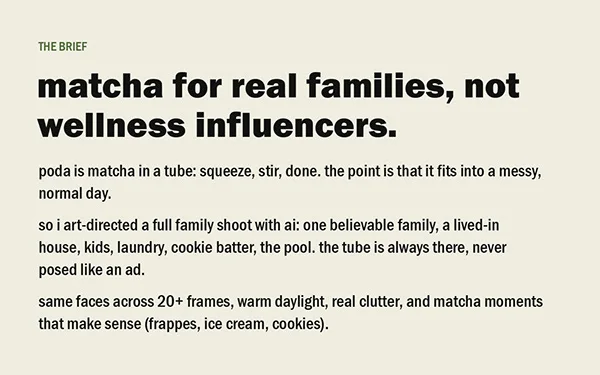 THE BRIEF
matcha for real families, not
wellness influencers.
poda is matcha in a tube: squeeze, stir, done. the point is that it fits into a messy,
normal day.
so i art-directed a full family shoot with ai: one believable family, a lived-in
house, kids, laundry, cookie batter, the pool. the tube is always there, never
posed like an ad.
same faces across 20+ frames, warm daylight, real clutter, and matcha moments
that make sense (frappes, ice cream, cookies).